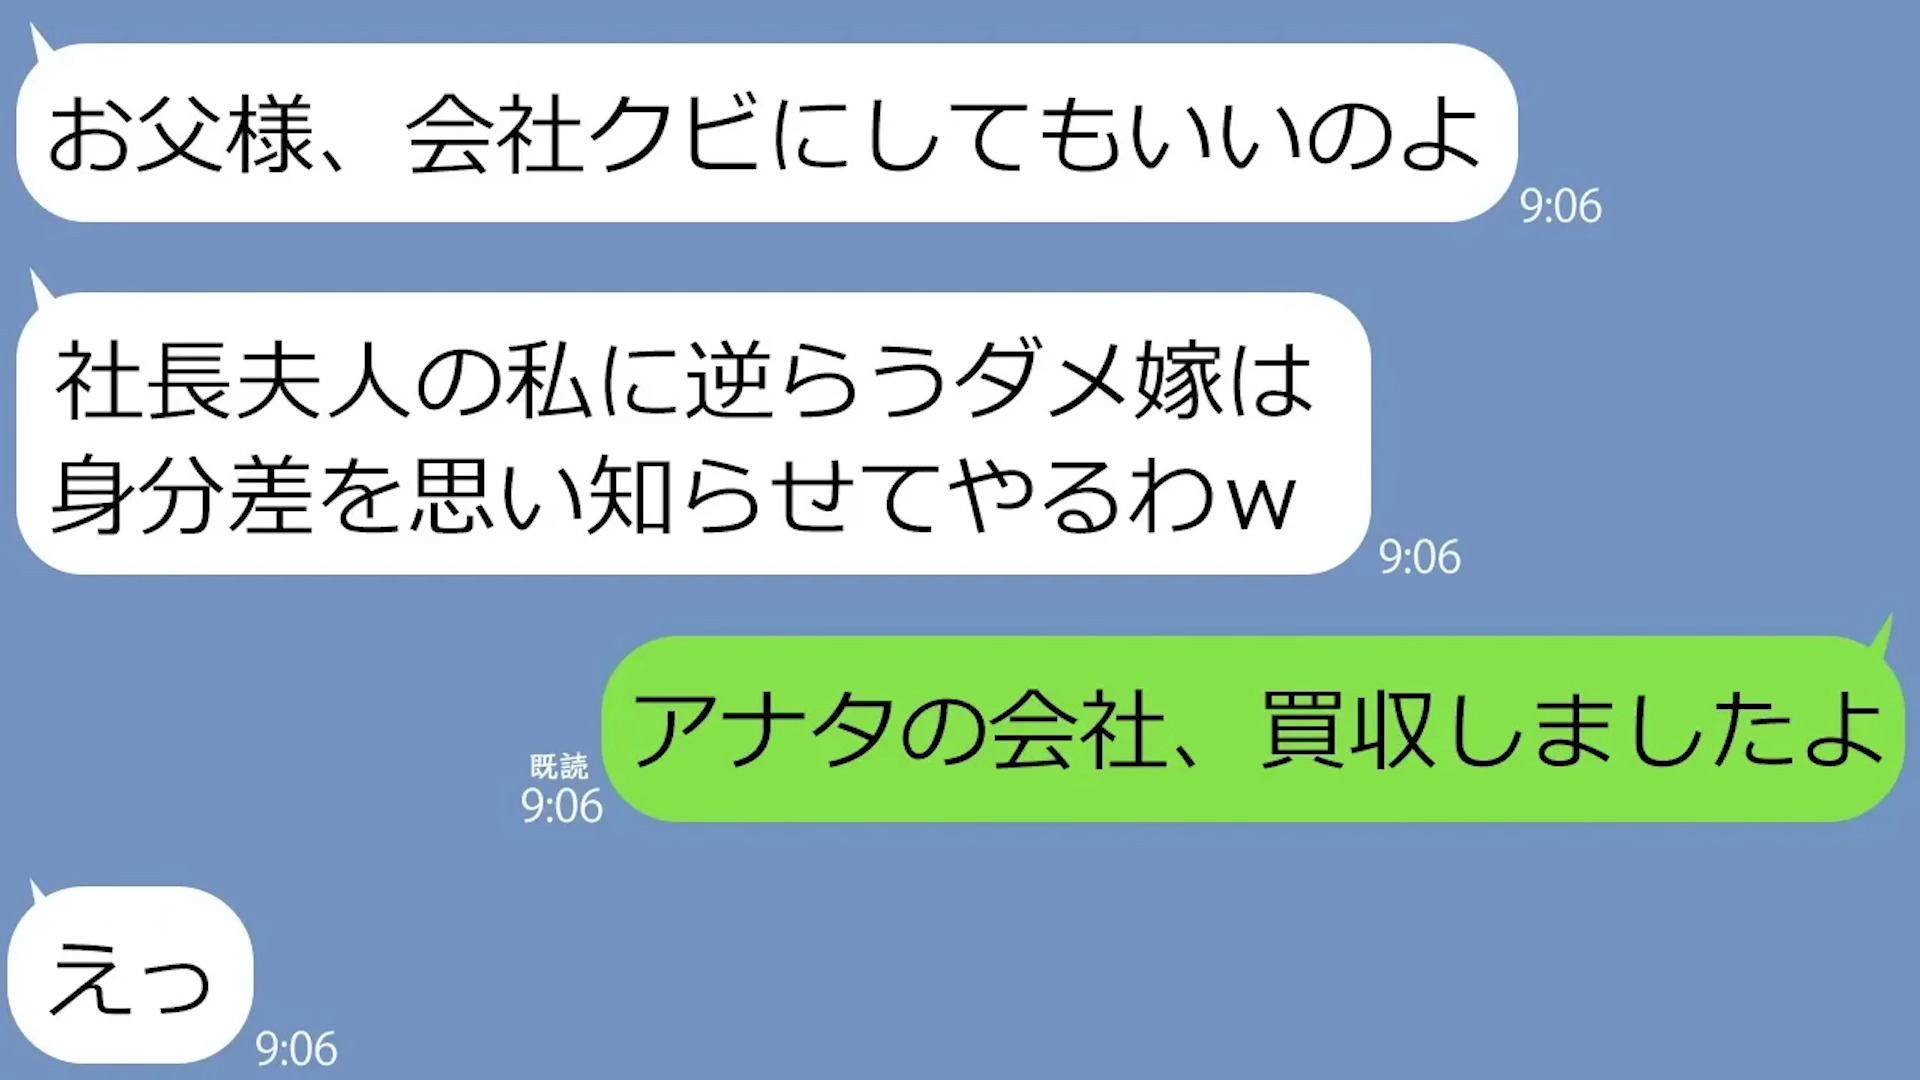 お父様、会社クビにしてもいいのよ
9:06
社長夫人の私に逆らうダメ嫁は
身分差を思い知らせてやるわw
9:06
アナタの会社、買収しましたよ
既読
9:06
えっ
9:06